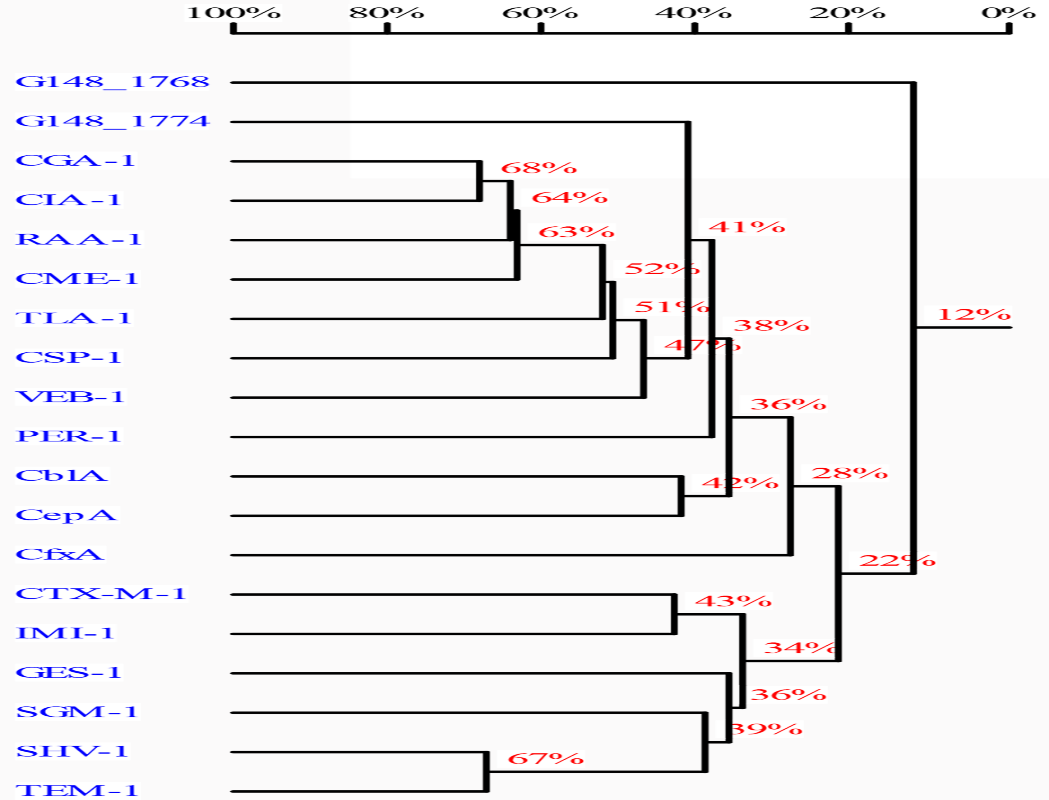 100% 80% 60% 40% 20% 0%
G148_1768
G148_1774
CGA-1
68%
CIA-1
64%
41%
RAA-1
63%
CME-1
52%
TLA-1
51%
12%
38%
CSP-1
47%
VEB-1
36%
PER-1
CblA
42%
28%
CepA
CfxA
22%
CTX-M-1
43%
IMI-1
34%
GES-1
36%
SGM-1
39%
SHV-1
67%
TEM-1